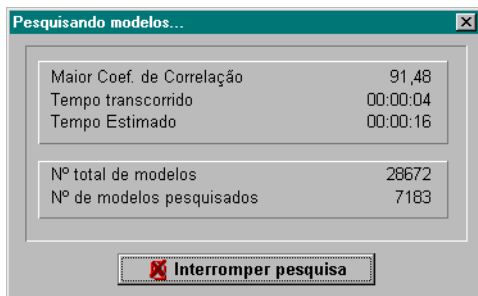 Pesquisando modelos...
Maior Coef. de Correlação 91,48
Tempo transcorrido 00:00:04
Tempo Estimado 00:00:16
Nº total de modelos 28672
Nº de modelos pesquisados 7183
Interromper pesquisa